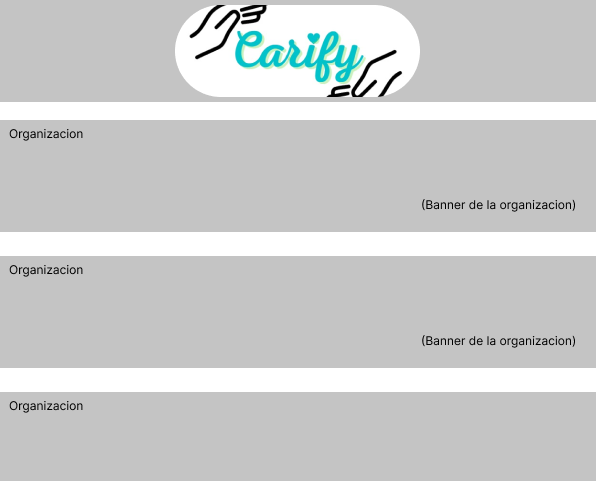 Carify
Organizacion
(Banner de la organizacion)
Organizacion
(Banner de la organizacion)
Organizacion